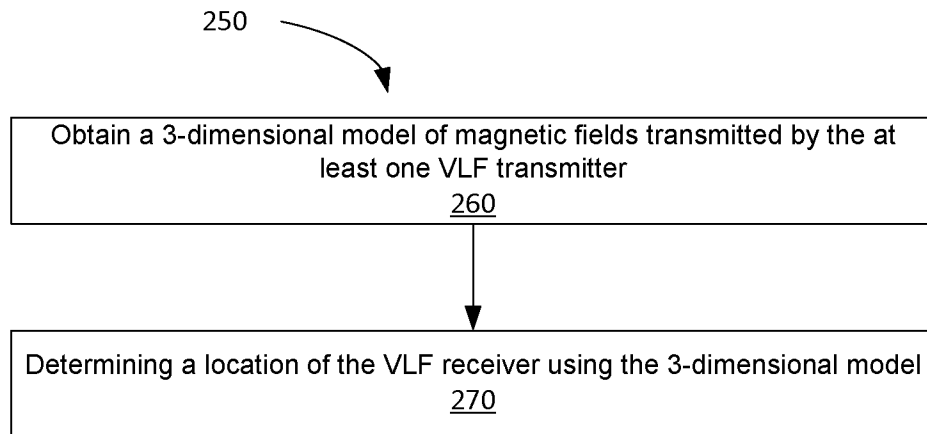 250
Obtain a 3-dimensional model of magnetic fields transmitted by the at
least one VLF transmitter
260
Determining a location of the VLF receiver using the 3-dimensional model
270